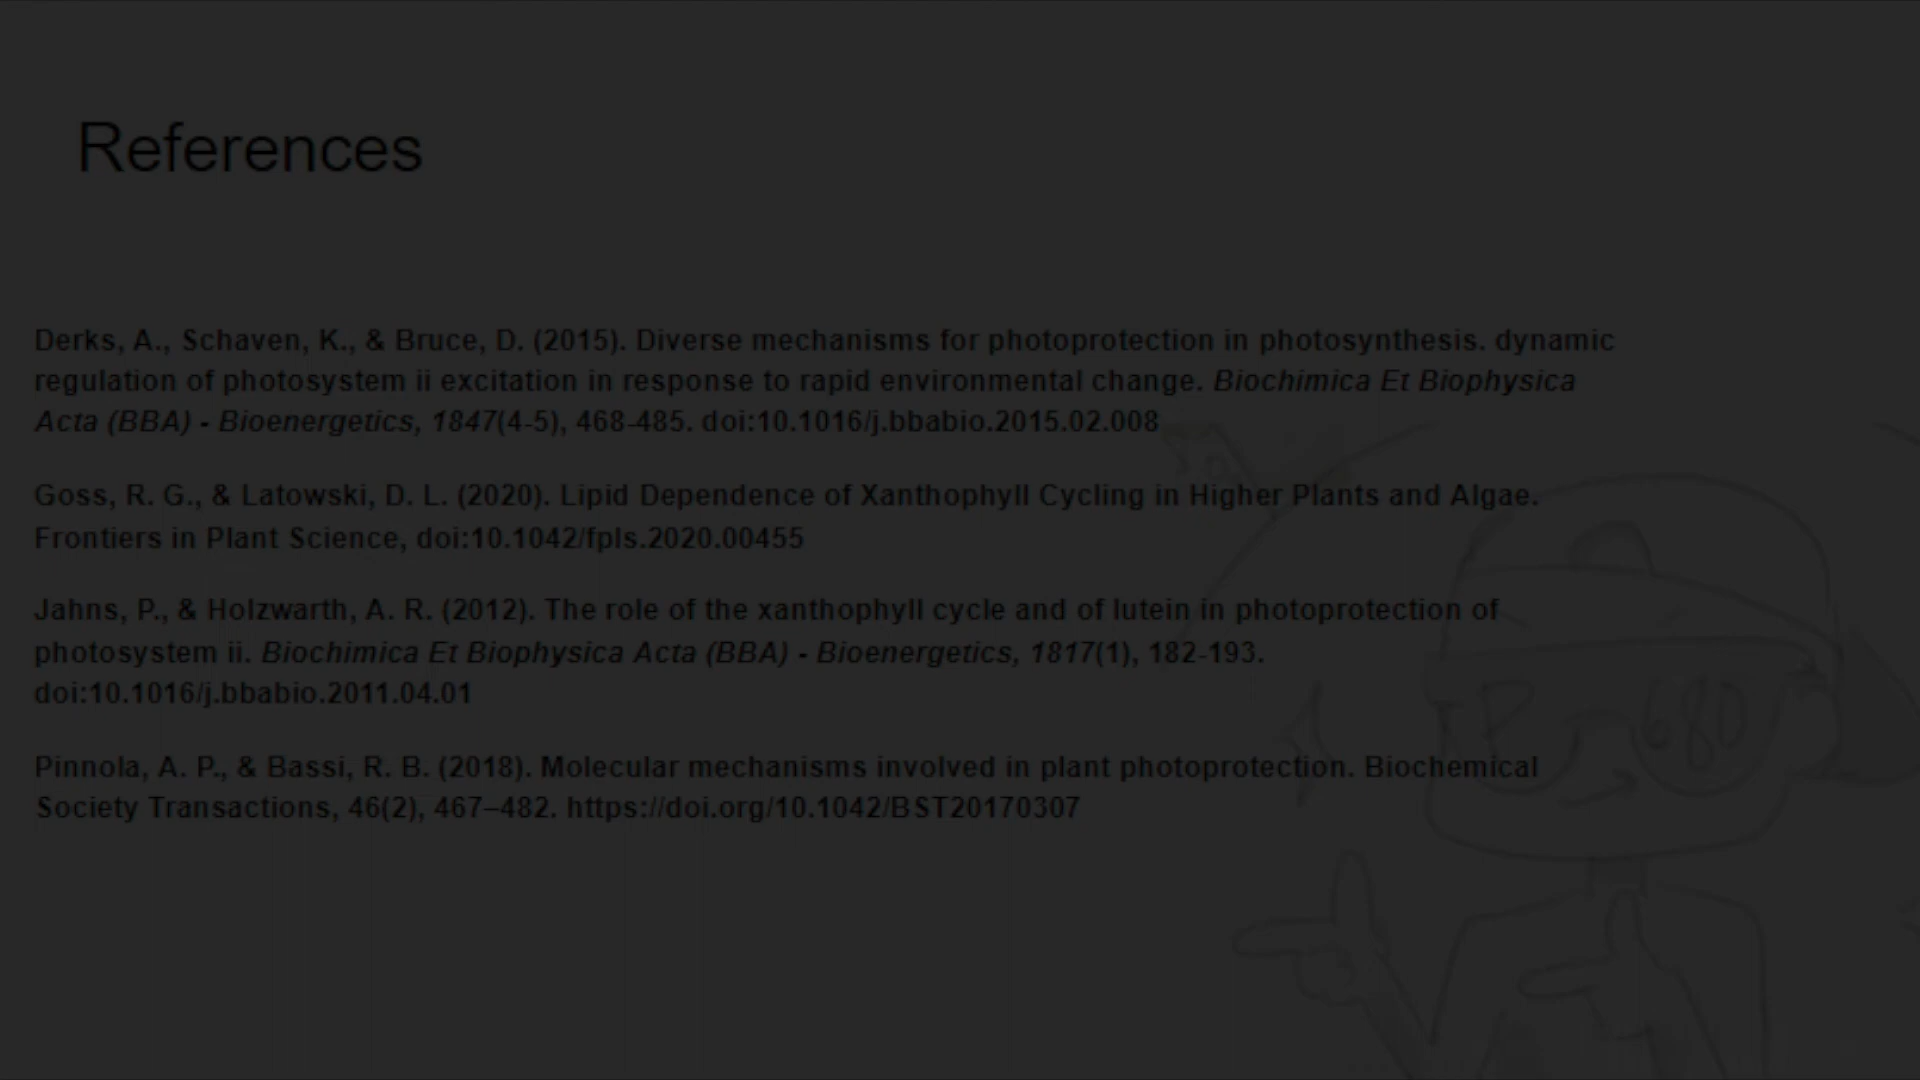 References
Derks, A., Schaven, K., & Bruce, D. (2015). Diverse mechanisms for photoprotection in photosynthesis. dynamic
regulation of photosystem ii excitation in response to rapid environmental change. Biochimica Et Biophysica
Acta (BBA) - Bioenergetics, 1847(4-5), 468-485. doi:10.1016/j.bbabio.2015.02.008
Goss, R. G., & Latowski, D. L. (2020). Lipid Dependence of Xanthophyll Cycling in Higher Plants and Algae.
Frontiers in Plant Science, doi:10.1042/fpls.2020.00455
Jahns, P., & Holzwarth, A. R. (2012). The role of the xanthophyll cycle and of lutein in photoprotection of
photosystem ii. Biochimica Et Biophysica Acta (BBA) - Bioenergetics, 1817(1), 182-193.
doi:10.1016/j.bbabio.2011.04.01
P 680
Pinnola, A. P., & Bassi, R. B. (2018). Molecular mechanisms involved in plant photoprotection. Biochemical
Society Transactions, 46(2), 467–482. https://doi.org/10.1042/BST20170307